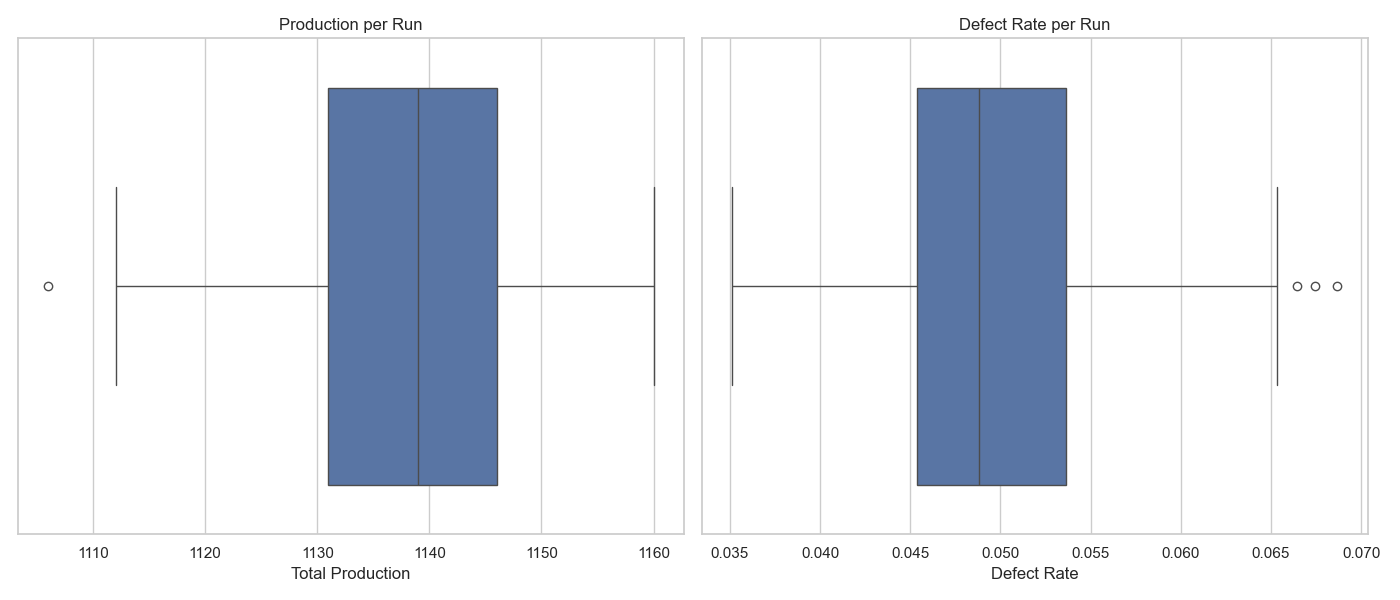 Production per Run
1110 1120 1130 1140 1150 1160
Total Production
Defect Rate per Run
0.035 0.040 0.045 0.050 0.055 0.060 0.065 0.070
Defect Rate